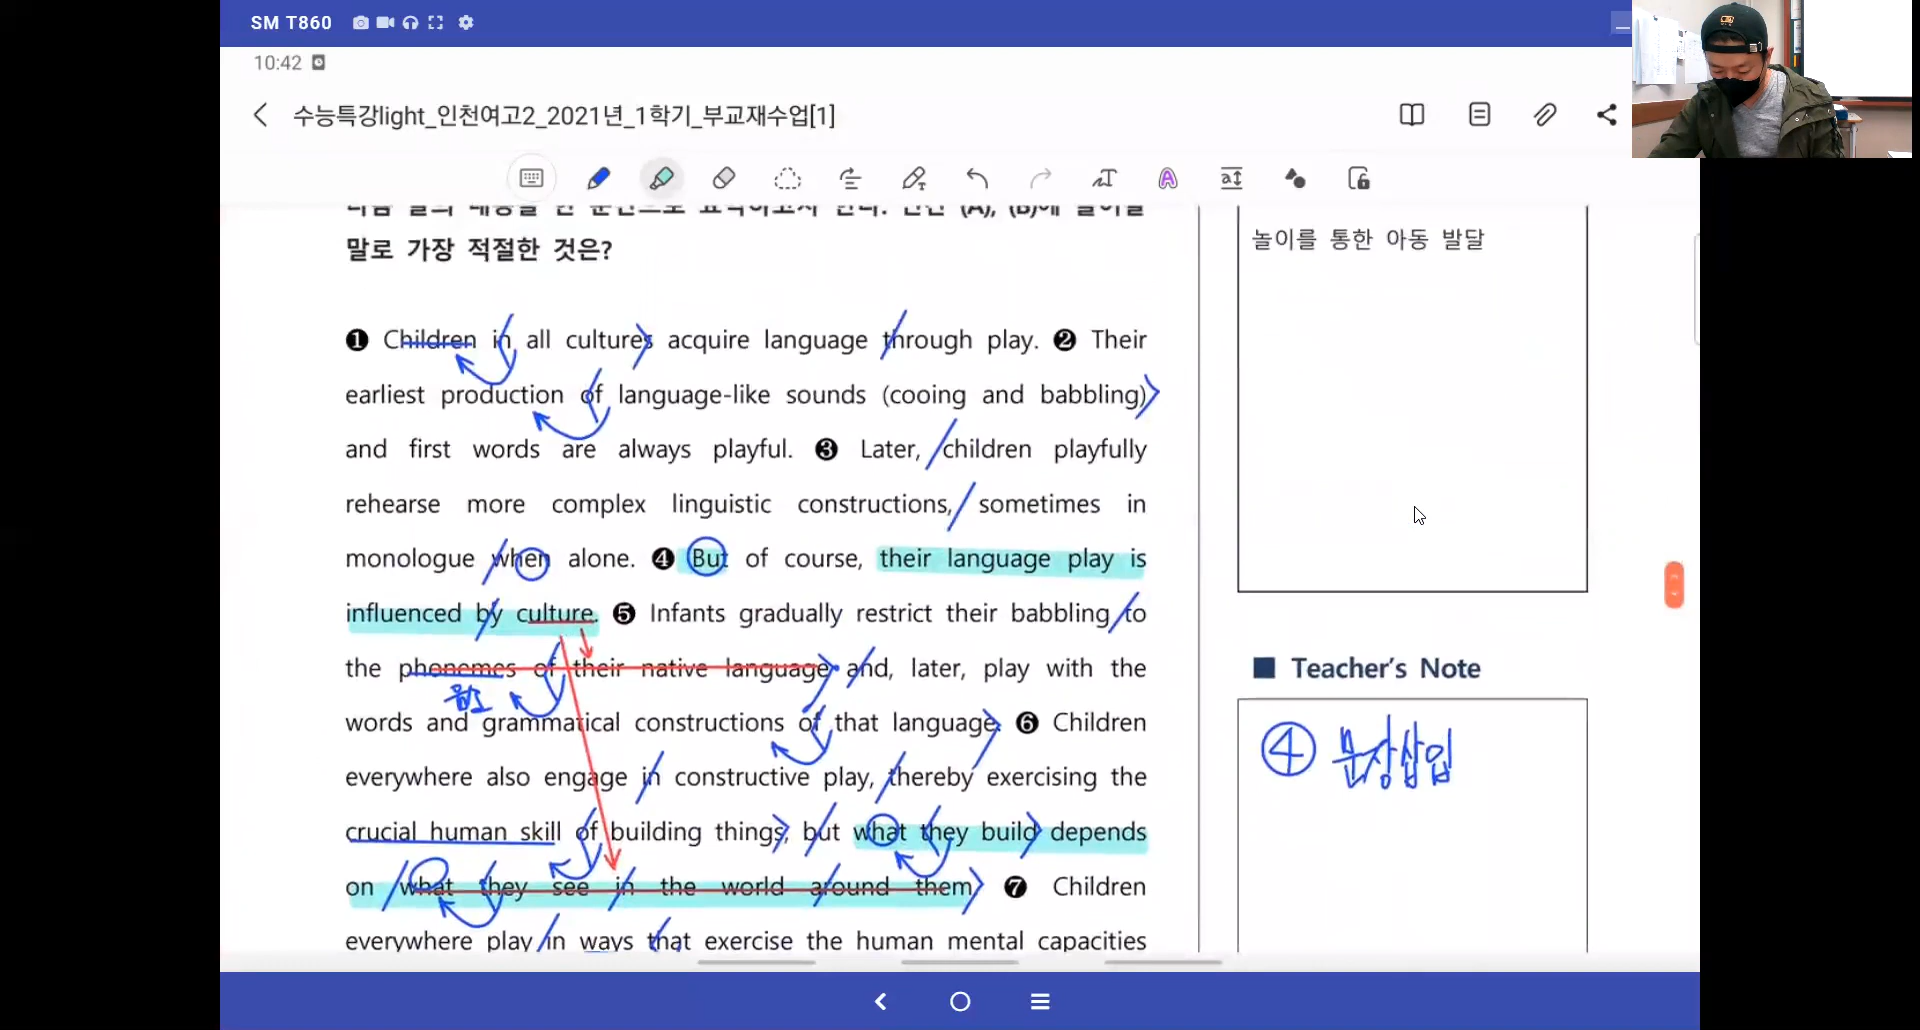 SM T860
10:42
수능특강light_인천여고2_2021년_1학기_부교재수업[1]
말로 가장 적절한 것은?
❶ Children in all cultures acquire language through play. ❷ Their
earliest production of language-like sounds (cooing and babbling)
and first words are always playful. ❸ Later, children playfully
rehearse more complex linguistic constructions, sometimes in
monologue when alone. ❹ But of course, their language play is
influenced by culture. ❺ Infants gradually restrict their babbling to
the phonemes of their native language and, later, play with the
음소
words and grammatical constructions of that language. ❻ Children
everywhere also engage in constructive play, thereby exercising the
crucial human skill of building things, but what they build depends
on what they see in the world around them. ❼ Children
everywhere play in ways that exercise the human mental capacities
놀이를 통한 아동 발달
Teacher's Note
④ 문장삽입